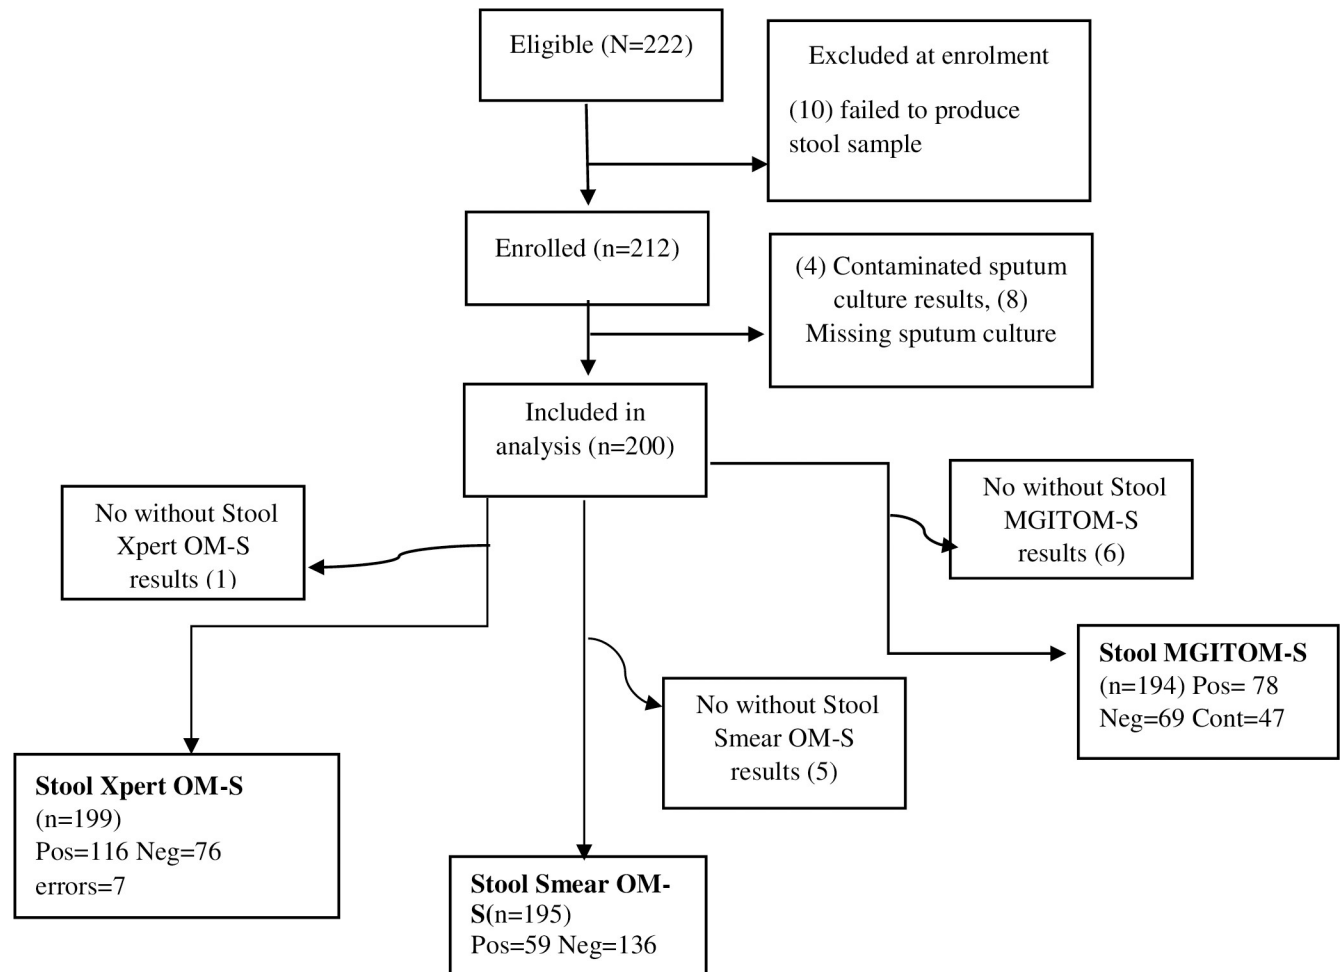 Eligible (N=222)
Excluded at enrolment
(10) failed to produce
stool sample
Enrolled (n=212)
(4) Contaminated sputum
culture results, (8)
Missing sputum culture
Included in
analysis (n=200)
No without Stool
Xpert OM-S
results (1)
No without Stool
MGITOM-S
results (6)
Stool MGITOM-S
(n=194) Pos= 78
Neg=69 Cont=47
No without Stool
Smear OM-S
results (5)
Stool Xpert OM-S
(n=199)
Pos=116 Neg=76
errors=7
Stool Smear OM-
S(n=195)
Pos=59 Neg=136